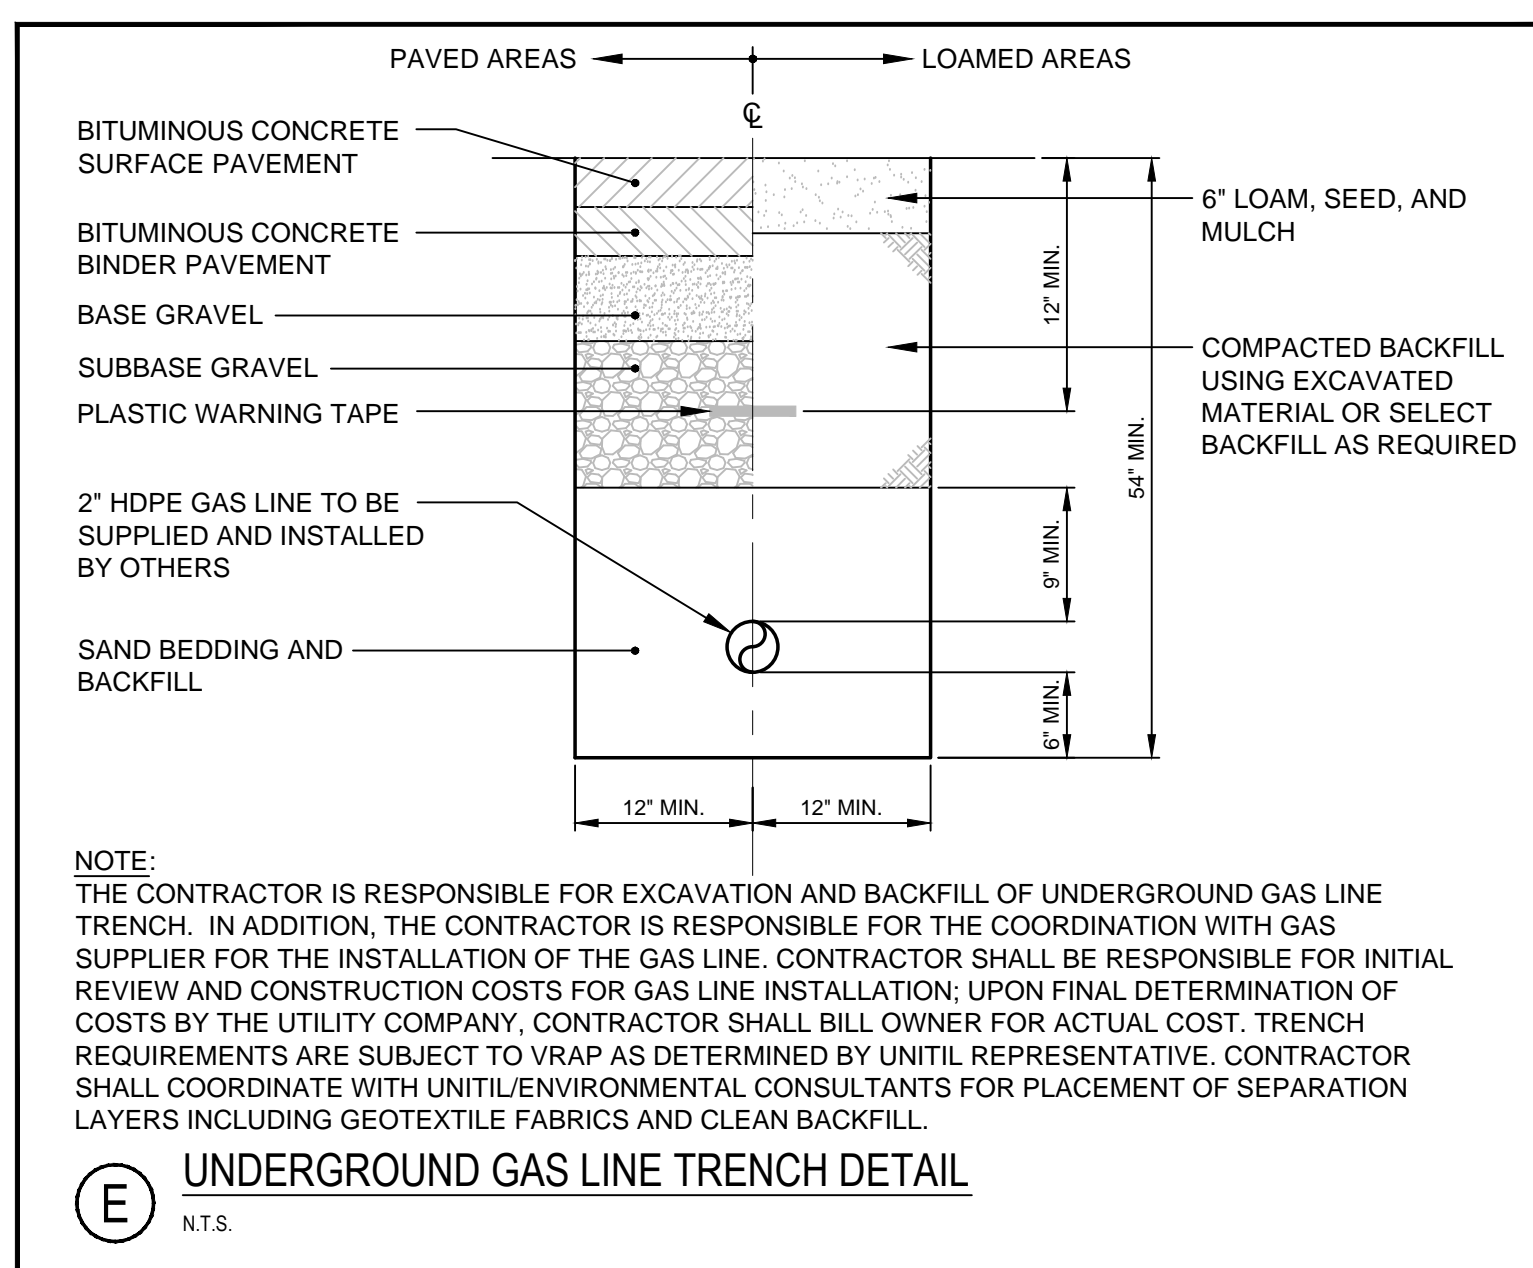 PAVED AREAS
LOAMED AREAS
℄
BITUMINOUS CONCRETE
SURFACE PAVEMENT
BITUMINOUS CONCRETE
BINDER PAVEMENT
BASE GRAVEL
SUBBASE GRAVEL
PLASTIC WARNING TAPE
2" HDPE GAS LINE TO BE
SUPPLIED AND INSTALLED
BY OTHERS
SAND BEDDING AND
BACKFILL
6" LOAM, SEED, AND
MULCH
COMPACTED BACKFILL
USING EXCAVATED
MATERIAL OR SELECT
BACKFILL AS REQUIRED
12" MIN.
54" MIN.
9" MIN.
6" MIN.
12" MIN.
12" MIN.
NOTE:
THE CONTRACTOR IS RESPONSIBLE FOR EXCAVATION AND BACKFILL OF UNDERGROUND GAS LINE
TRENCH. IN ADDITION, THE CONTRACTOR IS RESPONSIBLE FOR THE COORDINATION WITH GAS
SUPPLIER FOR THE INSTALLATION OF THE GAS LINE. CONTRACTOR SHALL BE RESPONSIBLE FOR INITIAL
REVIEW AND CONSTRUCTION COSTS FOR GAS LINE INSTALLATION; UPON FINAL DETERMINATION OF
COSTS BY THE UTILITY COMPANY, CONTRACTOR SHALL BILL OWNER FOR ACTUAL COST. TRENCH
REQUIREMENTS ARE SUBJECT TO VRAP AS DETERMINED BY UNITIL REPRESENTATIVE. CONTRACTOR
SHALL COORDINATE WITH UNITIL/ENVIRONMENTAL CONSULTANTS FOR PLACEMENT OF SEPARATION
LAYERS INCLUDING GEOTEXTILE FABRICS AND CLEAN BACKFILL.
E
UNDERGROUND GAS LINE TRENCH DETAIL
N.T.S.